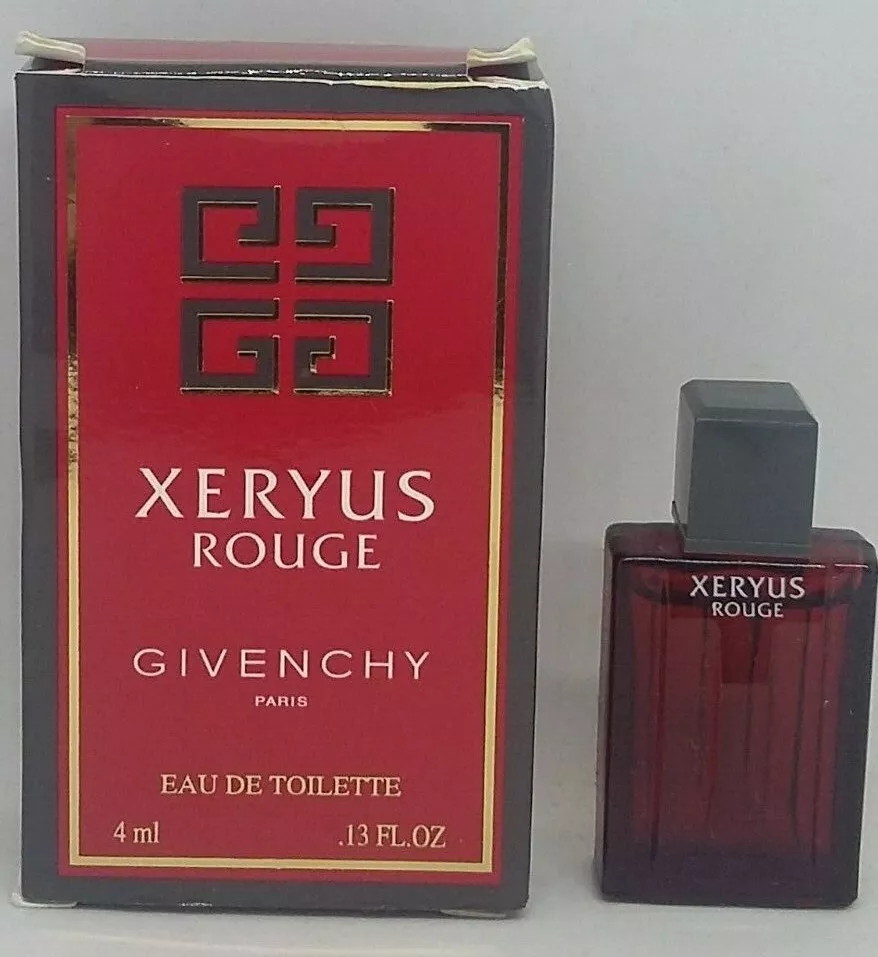 XERYUS
ROUGE
GIVENCHY
PARIS
EAU DE TOILETTE
4 ml .13 FL.OZ
XERYUS
ROUGE